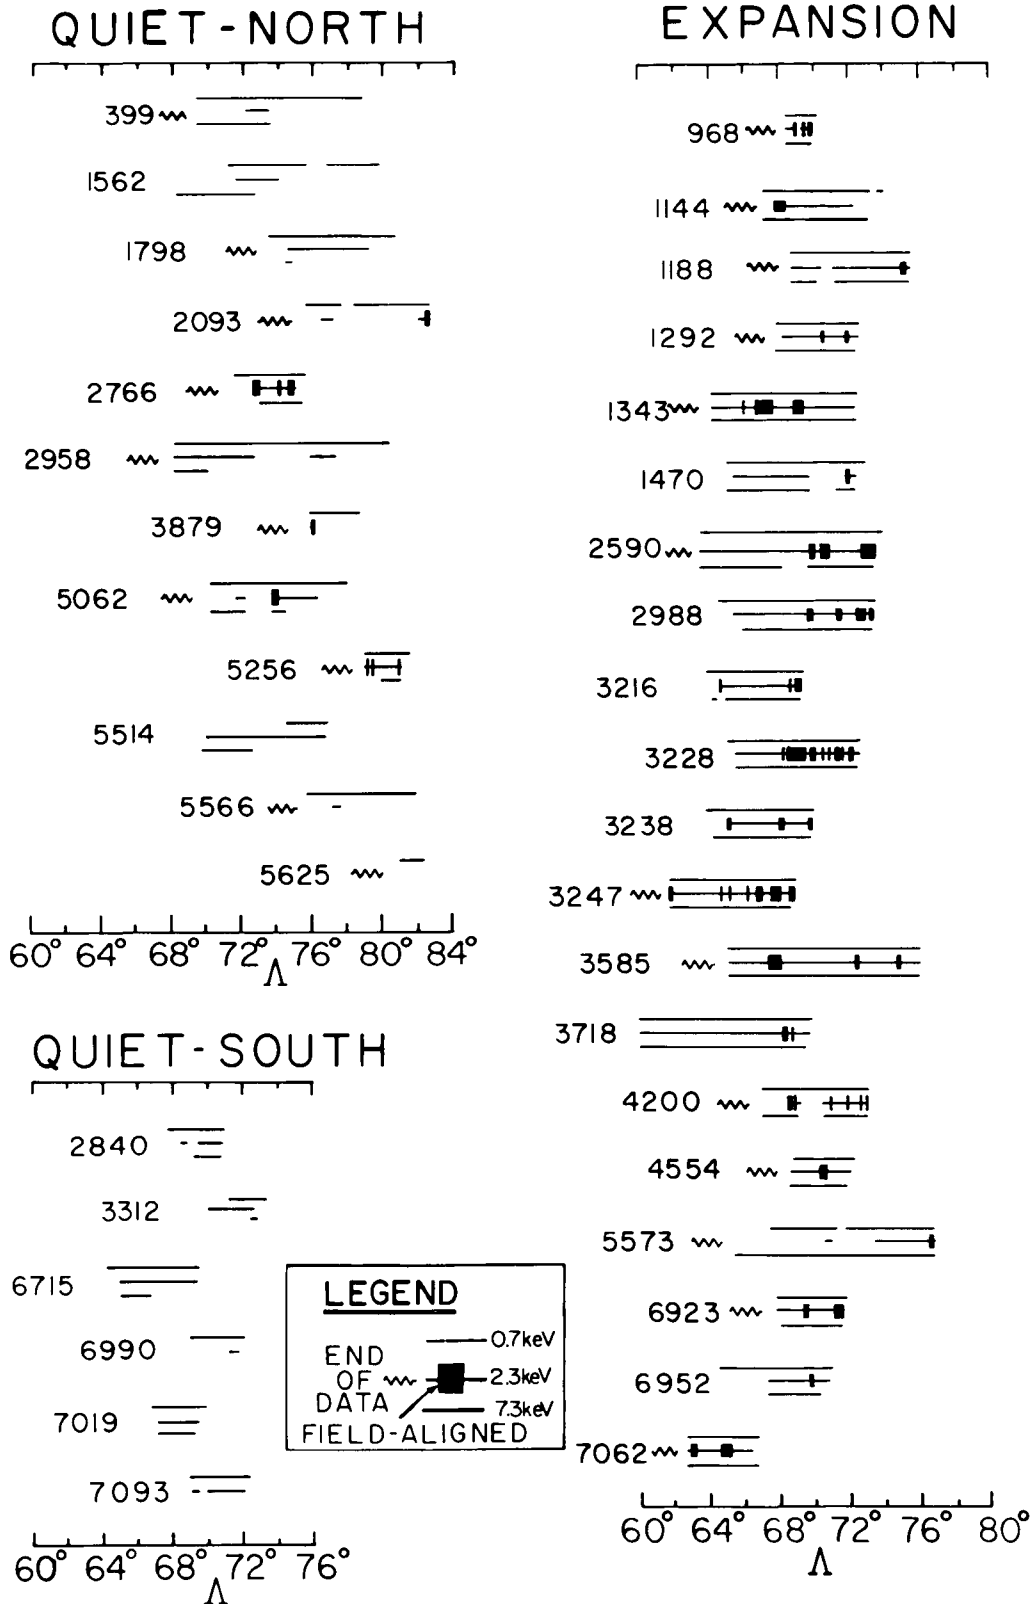 QUIET-NORTH
399
1562
1798
2093
2766
2958
3879
5062
5256
5514
5566
5625
60° 64° 68° 72° 76° 80° 84°
Λ
QUIET-SOUTH
2840
3312
6715
6990
7019
7093
60° 64° 68° 72° 76°
Λ
LEGEND
0.7keV
END
OF
DATA
2.3keV
7.3keV
FIELD-ALIGNED
EXPANSION
968
1144
1188
1292
1343
1470
2590
2988
3216
3228
3238
3247
3585
3718
4200
4554
5573
6923
6952
7062
60° 64° 68° 72° 76° 80°
Λ